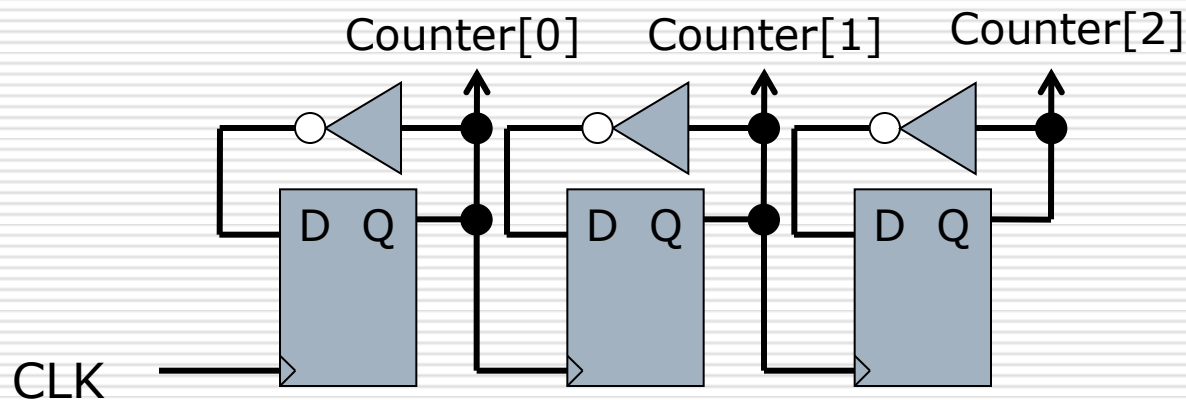 Counter[0] Counter[1] Counter[2]
D Q D Q D Q
CLK